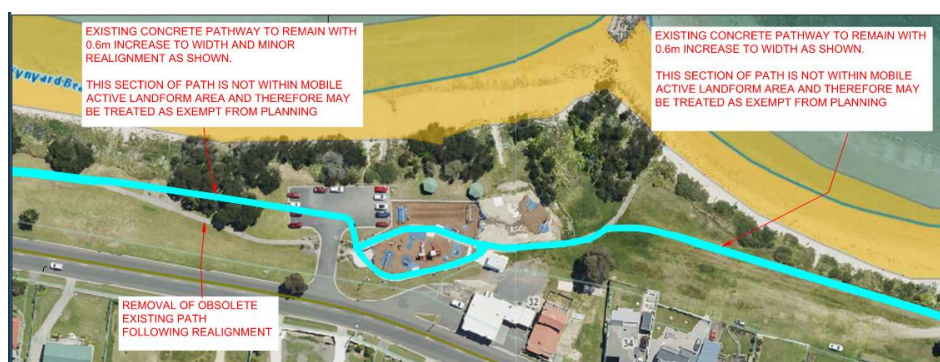 EXISTING CONCRETE PATHWAY TO REMAIN WITH
0.6m INCREASE TO WIDTH AND MINOR
REALIGNMENT AS SHOWN.
THIS SECTION OF PATH IS NOT WITHIN MOBILE
ACTIVE LANDFORM AREA AND THEREFORE MAY
BE TREATED AS EXEMPT FROM PLANNING
EXISTING CONCRETE PATHWAY TO REMAIN WITH
0.6m INCREASE TO WIDTH AS SHOWN.
THIS SECTION OF PATH IS NOT WITHIN MOBILE
ACTIVE LANDFORM AREA AND THEREFORE MAY
BE TREATED AS EXEMPT FROM PLANNING
ynyard Be
REMOVAL OF OBSOLETE
EXISTING PATH
FOLLOWING REALIGNMENT
32
34